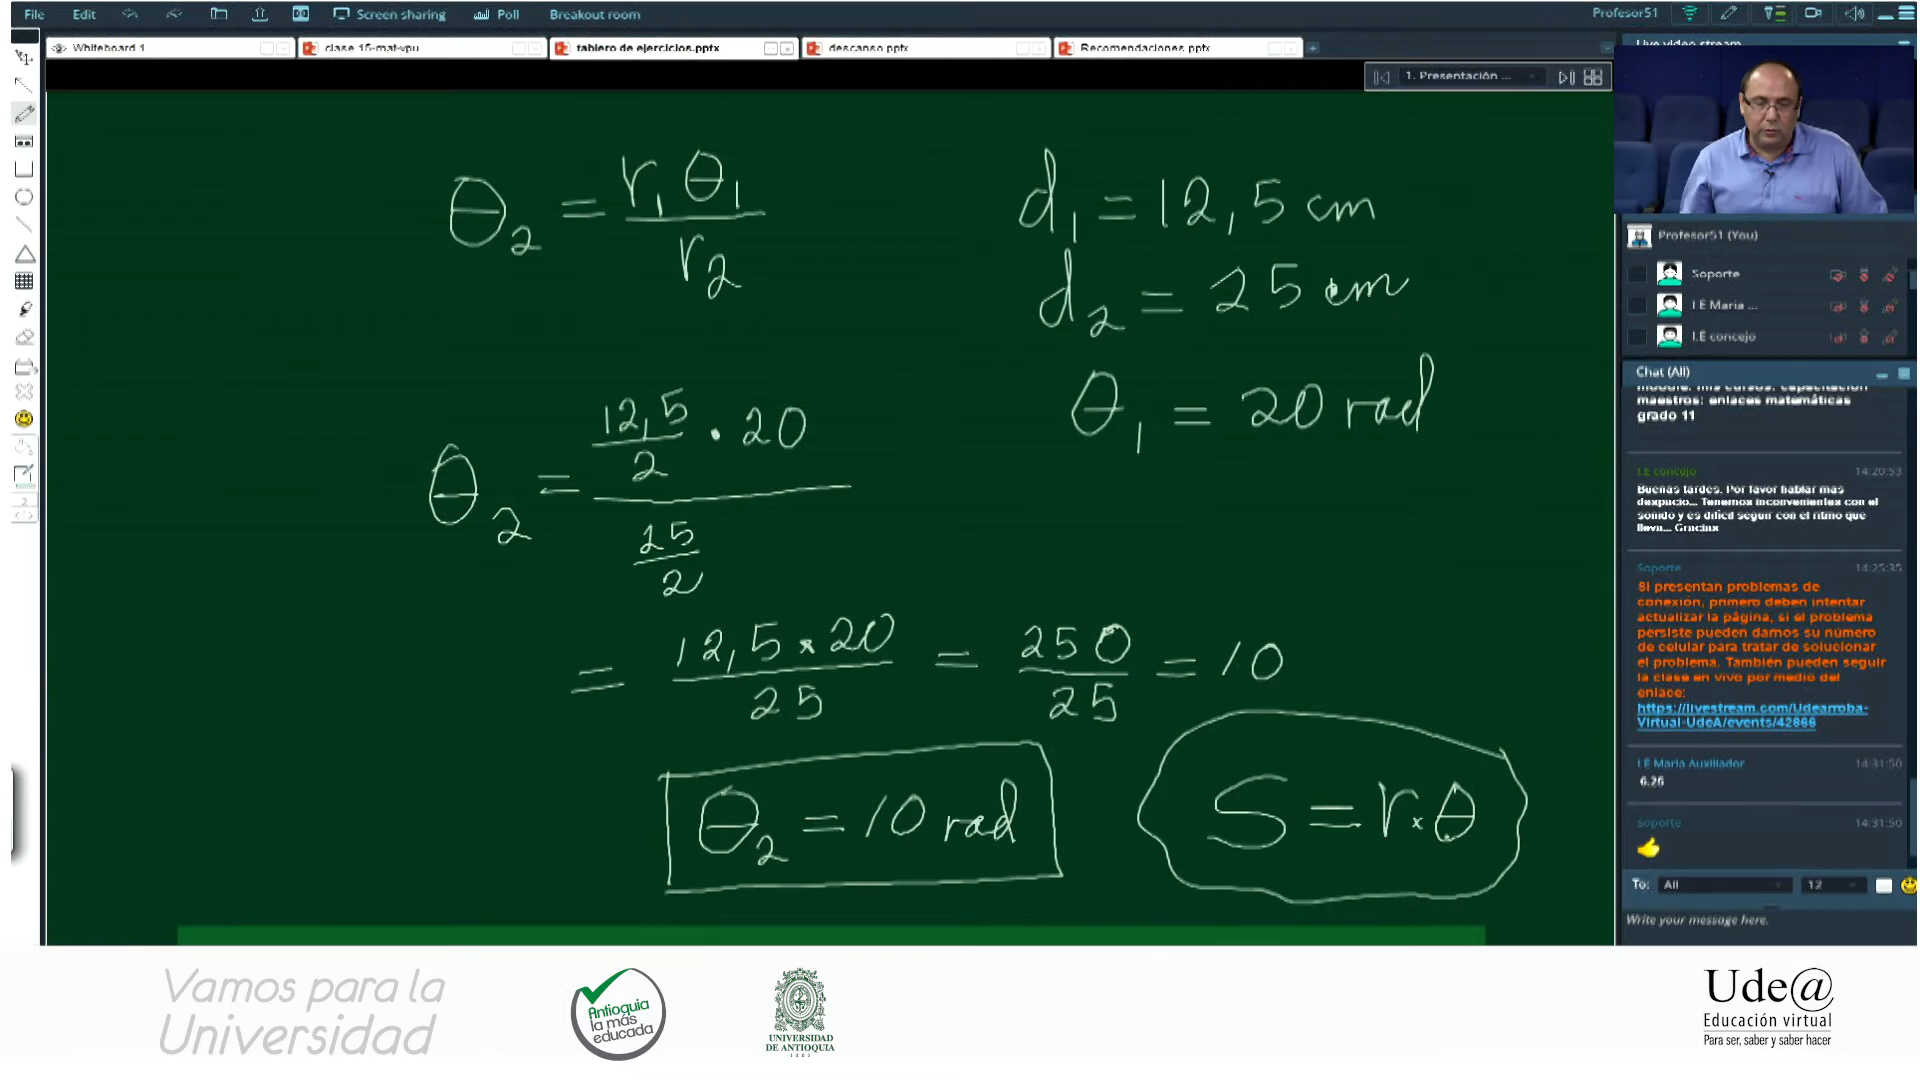 File Edit Screen sharing Poll Breakout room Profesor51
Whiteboard 1 clase 15-mat-vpu tablero de ejercicios.pptx descanso.pptx Recomendaciones.pptx
Live video stream
1. Presentación ...
θ₂ = r₁ θ₁ / r₂
d₁ = 12,5 cm
d₂ = 25 cm
θ₁ = 20 rad
θ₂ = (12,5/2 · 20) / (25/2)
= 12,5 × 20 / 25 = 250 / 25 = 10
θ₂ = 10 rad
S = r × θ
Profesor51 (You)
Soporte
I E Maria ...
I.E concejo
Chat (All)
maestros: enlaces matemáticas
grado 11
I.E concejo 14:20:53
Buenas tardes. Por favor hablar mas
despacio... Tenemos inconvenientes con el
sonido y es dificil seguir con el ritmo que
lleva... Gracias
Soporte 14:25:35
Si presentan problemas de
conexión, primero deben intentar
actualizar la página, si el problema
persiste pueden darnos su número
de celular para tratar de solucionar
el problema. También pueden seguir
la clase en vivo por medio del
enlace:
https://livestream.com/Udearroba-
Virtual-UdeA/events/42866
I E Maria Auxiliador 14:31:50
6.26
Soporte 14:31:50
To: All 12
Write your message here.
Vamos para la
Universidad
Antioquia
la más
educada
UNIVERSIDAD
DE ANTIOQUIA
1803
Ude@
Educación virtual
Para ser, saber y saber hacer